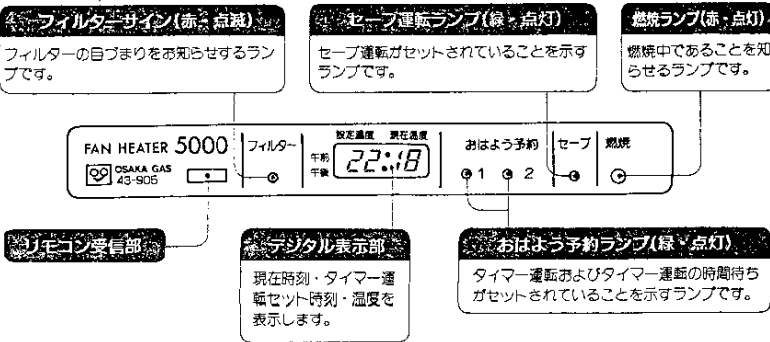 フィルターサイン(赤・点滅)
フィルターの目づまりをお知らせするラン
プです。
セーブ運転ランプ(緑・点灯)
セーブ運転がセットされていることを示す
ランプです。
燃焼ランプ(赤・点灯)
燃焼中であることを知
らせるランプです。
FAN HEATER 5000
OSAKA GAS
43-905
フィルター
設定温度 現在温度
午前
午後
22:18
おはよう予約
1 2
セーブ
燃焼
リモコン受信部
デジタル表示部
現在時刻・タイマー運
転セット時刻・温度を
表示します。
おはよう予約ランプ(緑・点灯)
タイマー運転およびタイマー運転の時間待ち
がセットされていることを示すランプです。